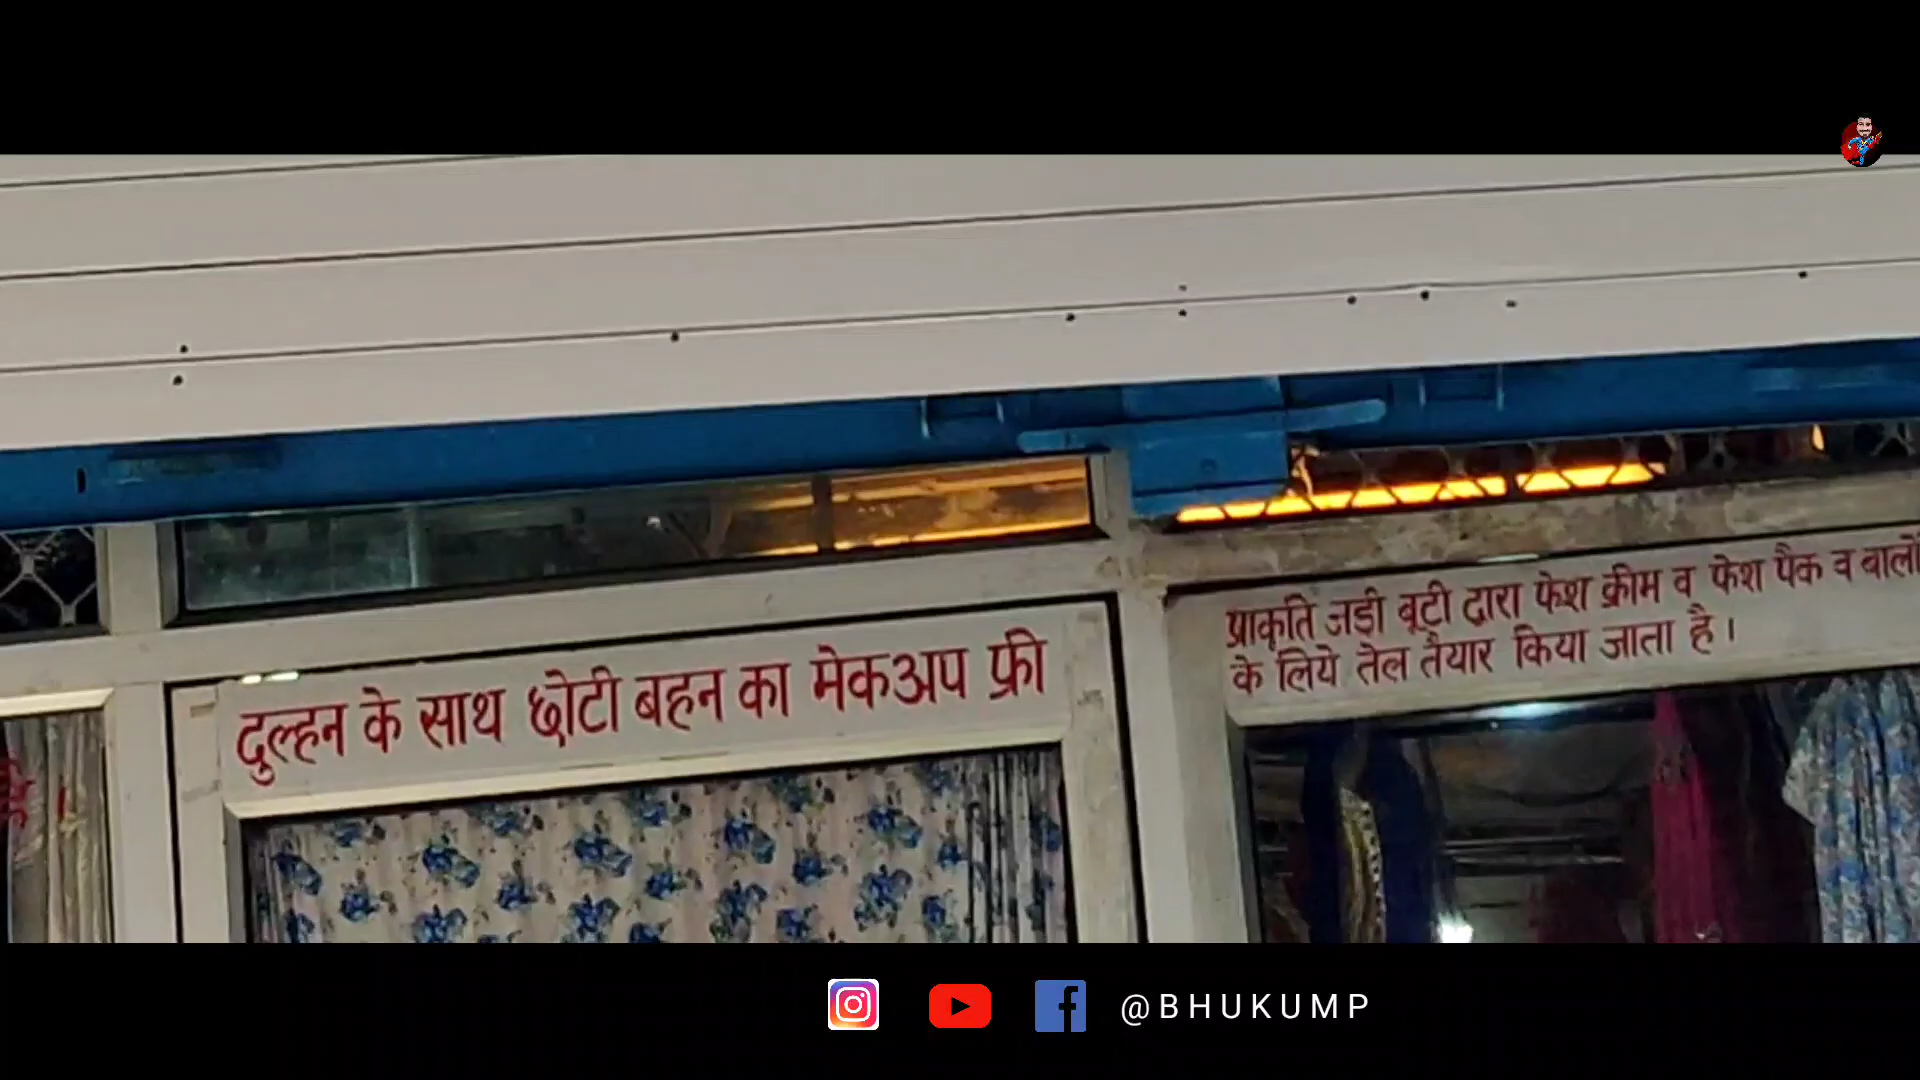 दुल्हन के साथ छोटी बहन का मेकअप फ्री
प्राकृति जड़ी बूटी द्वारा फेश क्रीम व फेश पैक व बालों
के लिये तेल तैयार किया जाता है।
@BHUKUMP